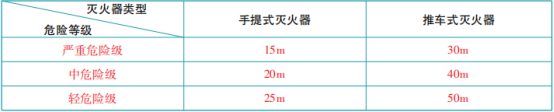 灭火器类型
危险等级 手提式灭火器 推车式灭火器
严重危险级 15m 30m
中危险级 20m 40m
轻危险级 25m 50m